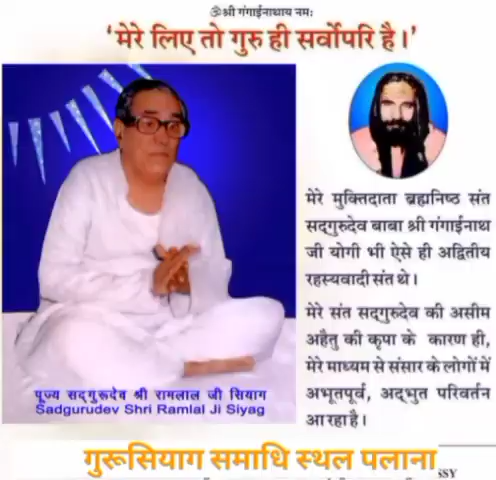 ॐ श्री गंगाईनाथाय नमः
‘मेरे लिए तो गुरु ही सर्वोपरि है।’
मेरे मुक्तिदाता ब्रह्मनिष्ठ संत
सद्‌गुरुदेव बाबा श्री गंगाईनाथ
जी योगी भी ऐसे ही अद्वितीय
रहस्यवादी संत थे।
मेरे संत सद्‌गुरुदेव की असीम
अहैतु की कृपा के कारण ही,
मेरे माध्यम से संसार के लोगों में
अभूतपूर्व, अद्‌भुत परिवर्तन
आ रहा है।
पूज्य सद्‌गुरूदेव श्री रामलाल जी सियाग
Sadgurudev Shri Ramlal Ji Siyag
गुरूसियाग समाधि स्थल पलाना